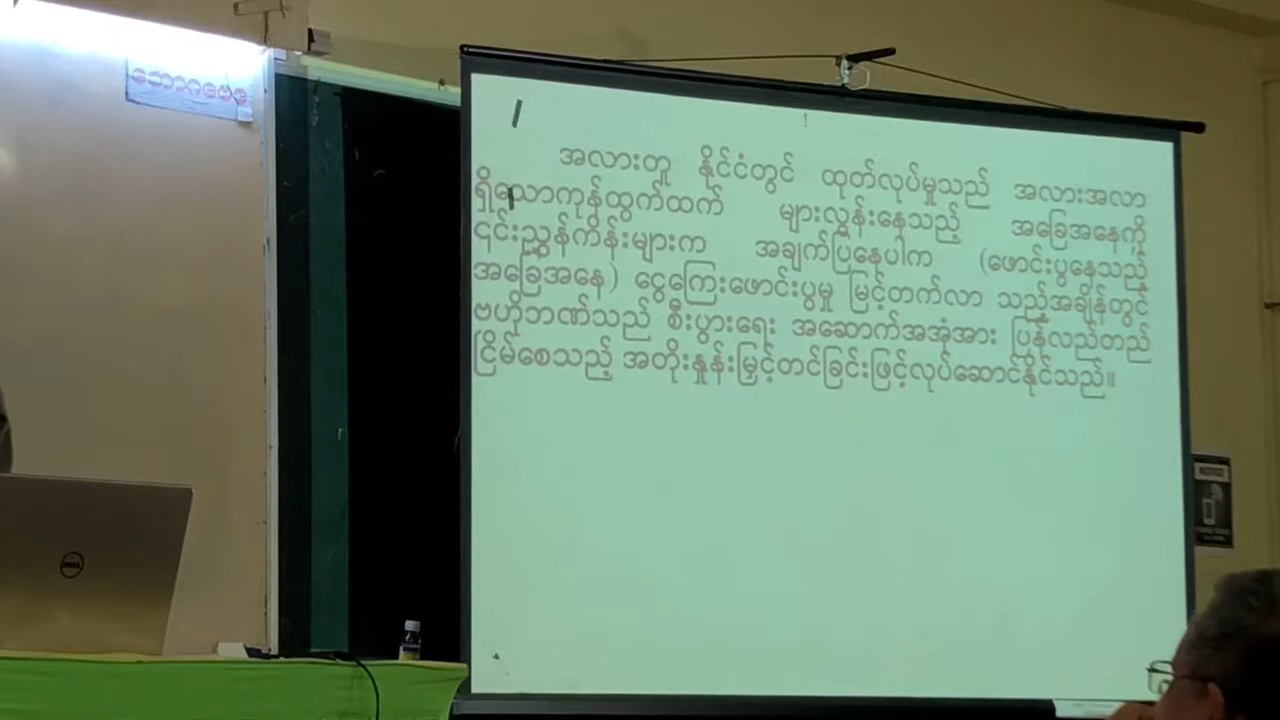 ဘောဂဗေဒ
အလားတူ နိုင်ငံတွင် ထုတ်လုပ်မှုသည် အလားအလာ
ရှိသောကုန်ထွက်ထက် များလွန်းနေသည့် အခြေအနေကို
၎င်းညွှန်ကိန်းများက အချက်ပြနေပါက (ဖောင်းပွနေသည့်
အခြေအနေ) ငွေကြေးဖောင်းပွမှု မြင့်တက်လာ သည့်အချိန်တွင်
ဗဟိုဘဏ်သည် စီးပွားရေး အဆောက်အအုံအား ပြန်လည်တည်
ငြိမ်စေသည့် အတိုးနှုန်းမြှင့်တင်ခြင်းဖြင့်လုပ်ဆောင်နိုင်သည်။
DELL
NOTICE